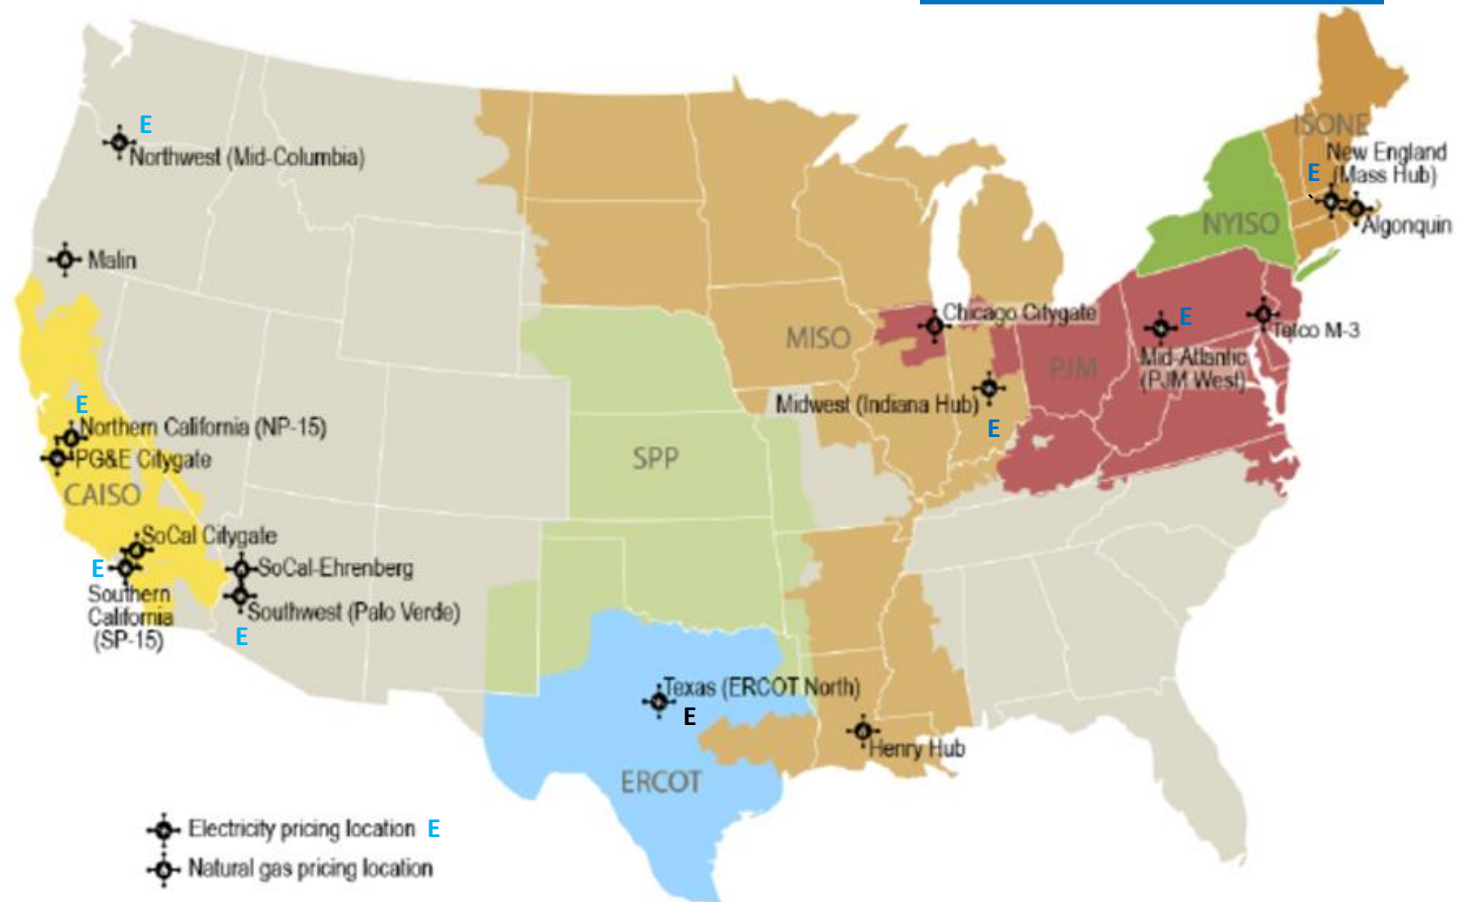 ISONE
E
New England
E
(Mass Hub)
Northwest (Mid-Columbia)
NYISO
Algonquin
Malin
Chicago Citygate
E
MISO
Tetco M-3
Mid-Atlantic
PJM
(PJM West)
E
Midwest (Indiana Hub)
Northern California (NP-15)
E
PG&E Citygate
SPP
CAISO
SoCal Citygate
E
SoCal-Ehrenberg
Southern
California
(SP-15)
Southwest (Palo Verde)
E
Texas (ERCOT North)
E
Henry Hub
ERCOT
Electricity pricing location E
Natural gas pricing location